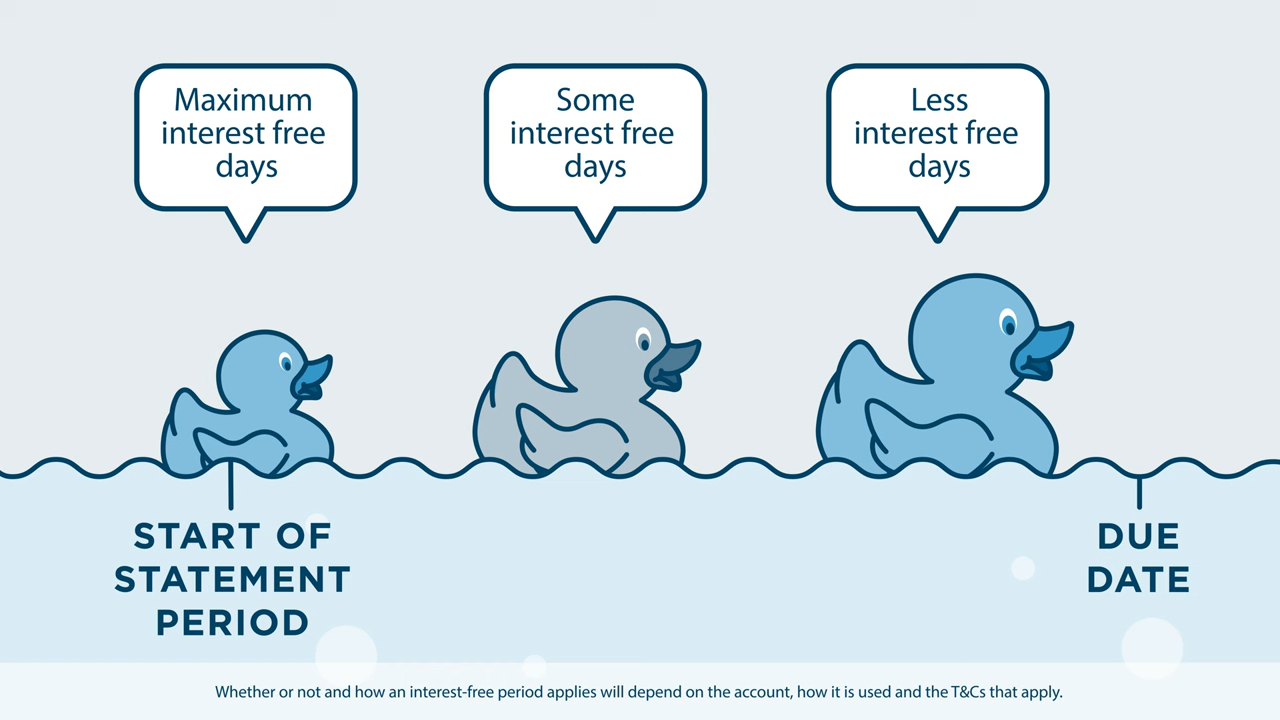 Maximum
interest free
days
Some
interest free
days
Less
interest free
days
START OF
STATEMENT
PERIOD
DUE
DATE
Whether or not and how an interest-free period applies will depend on the account, how it is used and the T&Cs that apply.